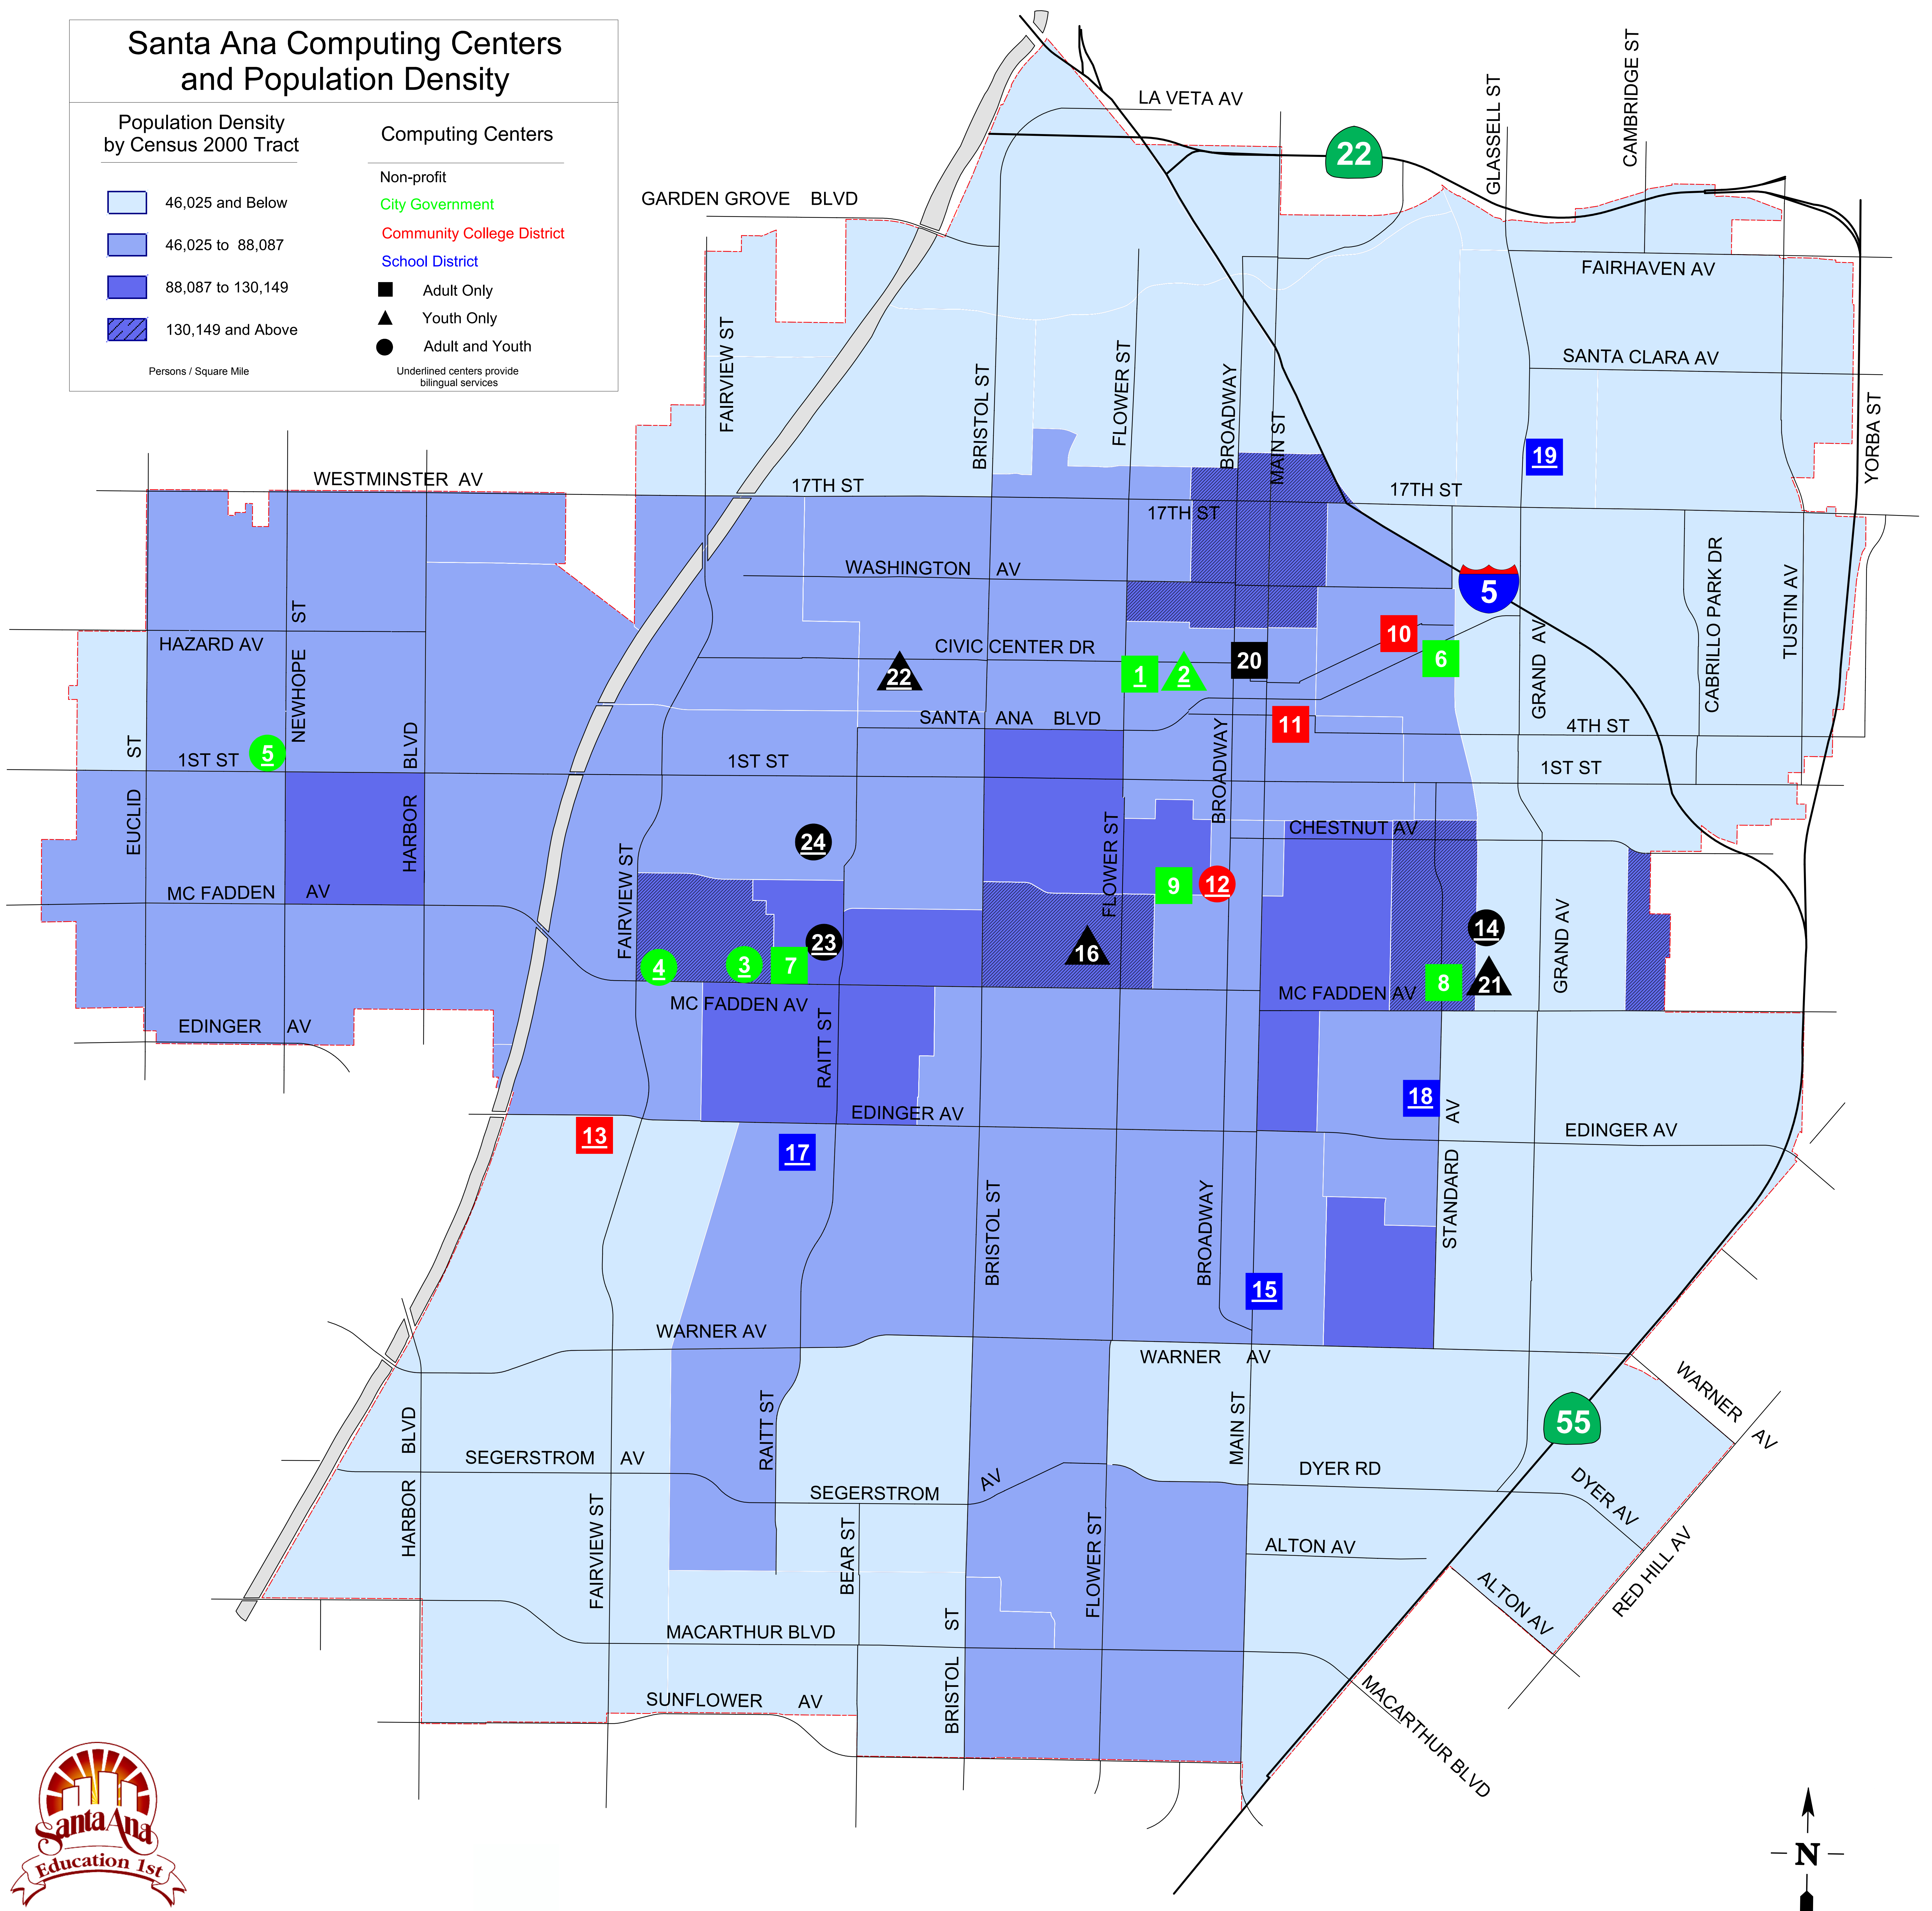 Santa Ana Computing Centers
and Population Density
Population Density
by Census 2000 Tract
46,025 and Below
46,025 to 88,087
88,087 to 130,149
130,149 and Above
Persons / Square Mile
Computing Centers
Non-profit
City Government
Community College District
School District
Adult Only
Youth Only
Adult and Youth
Underlined centers provide
bilingual services
LA VETA AV
22
GLASSELL ST
CAMBRIDGE ST
GARDEN GROVE BLVD
FAIRHAVEN AV
FAIRVIEW ST
BRISTOL ST
FLOWER ST
BROADWAY
MAIN ST
SANTA CLARA AV
YORBA ST
19
WESTMINSTER AV
17TH ST
17TH ST
17TH ST
WASHINGTON AV
5
CABRILLO PARK DR
TUSTIN AV
HAZARD AV
NEWHOPE ST
CIVIC CENTER DR
10
6
20
1
2
22
GRAND AV
SANTA ANA BLVD
11
4TH ST
EUCLID ST
1ST ST
5
HARBOR BLVD
1ST ST
1ST ST
BROADWAY
CHESTNUT AV
24
FAIRVIEW ST
FLOWER ST
MC FADDEN AV
9
12
GRAND AV
14
23
16
4
3
7
8
21
MC FADDEN AV
MC FADDEN AV
EDINGER AV
RAITT ST
18
STANDARD AV
EDINGER AV
EDINGER AV
13
17
BRISTOL ST
BROADWAY
15
WARNER AV
WARNER AV
WARNER AV
RAITT ST
MAIN ST
55
HARBOR BLVD
SEGERSTROM AV
DYER RD
DYER AV
SEGERSTROM AV
FAIRVIEW ST
BEAR ST
FLOWER ST
ALTON AV
ALTON AV
RED HILL AV
MACARTHUR BLVD
BRISTOL ST
SUNFLOWER AV
MACARTHUR BLVD
Santa Ana
Education 1st
N